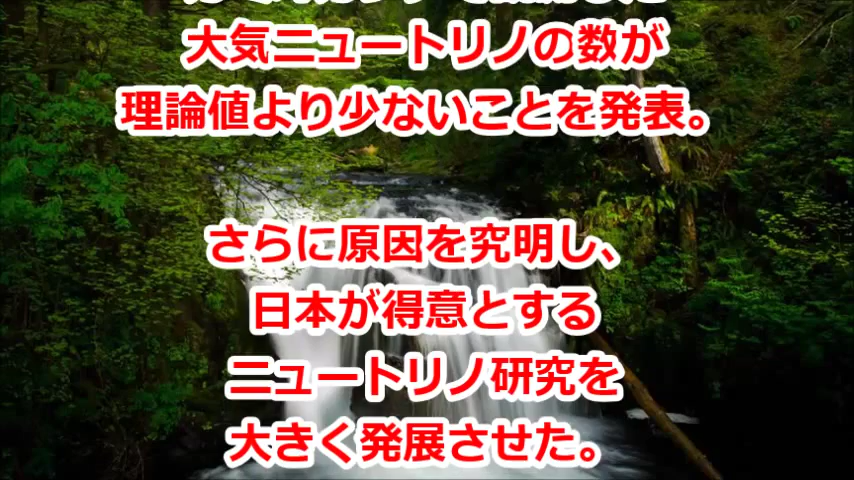 大気ニュートリノの数が
理論値より少ないことを発表。
さらに原因を究明し、
日本が得意とする
ニュートリノ研究を
大きく発展させた。